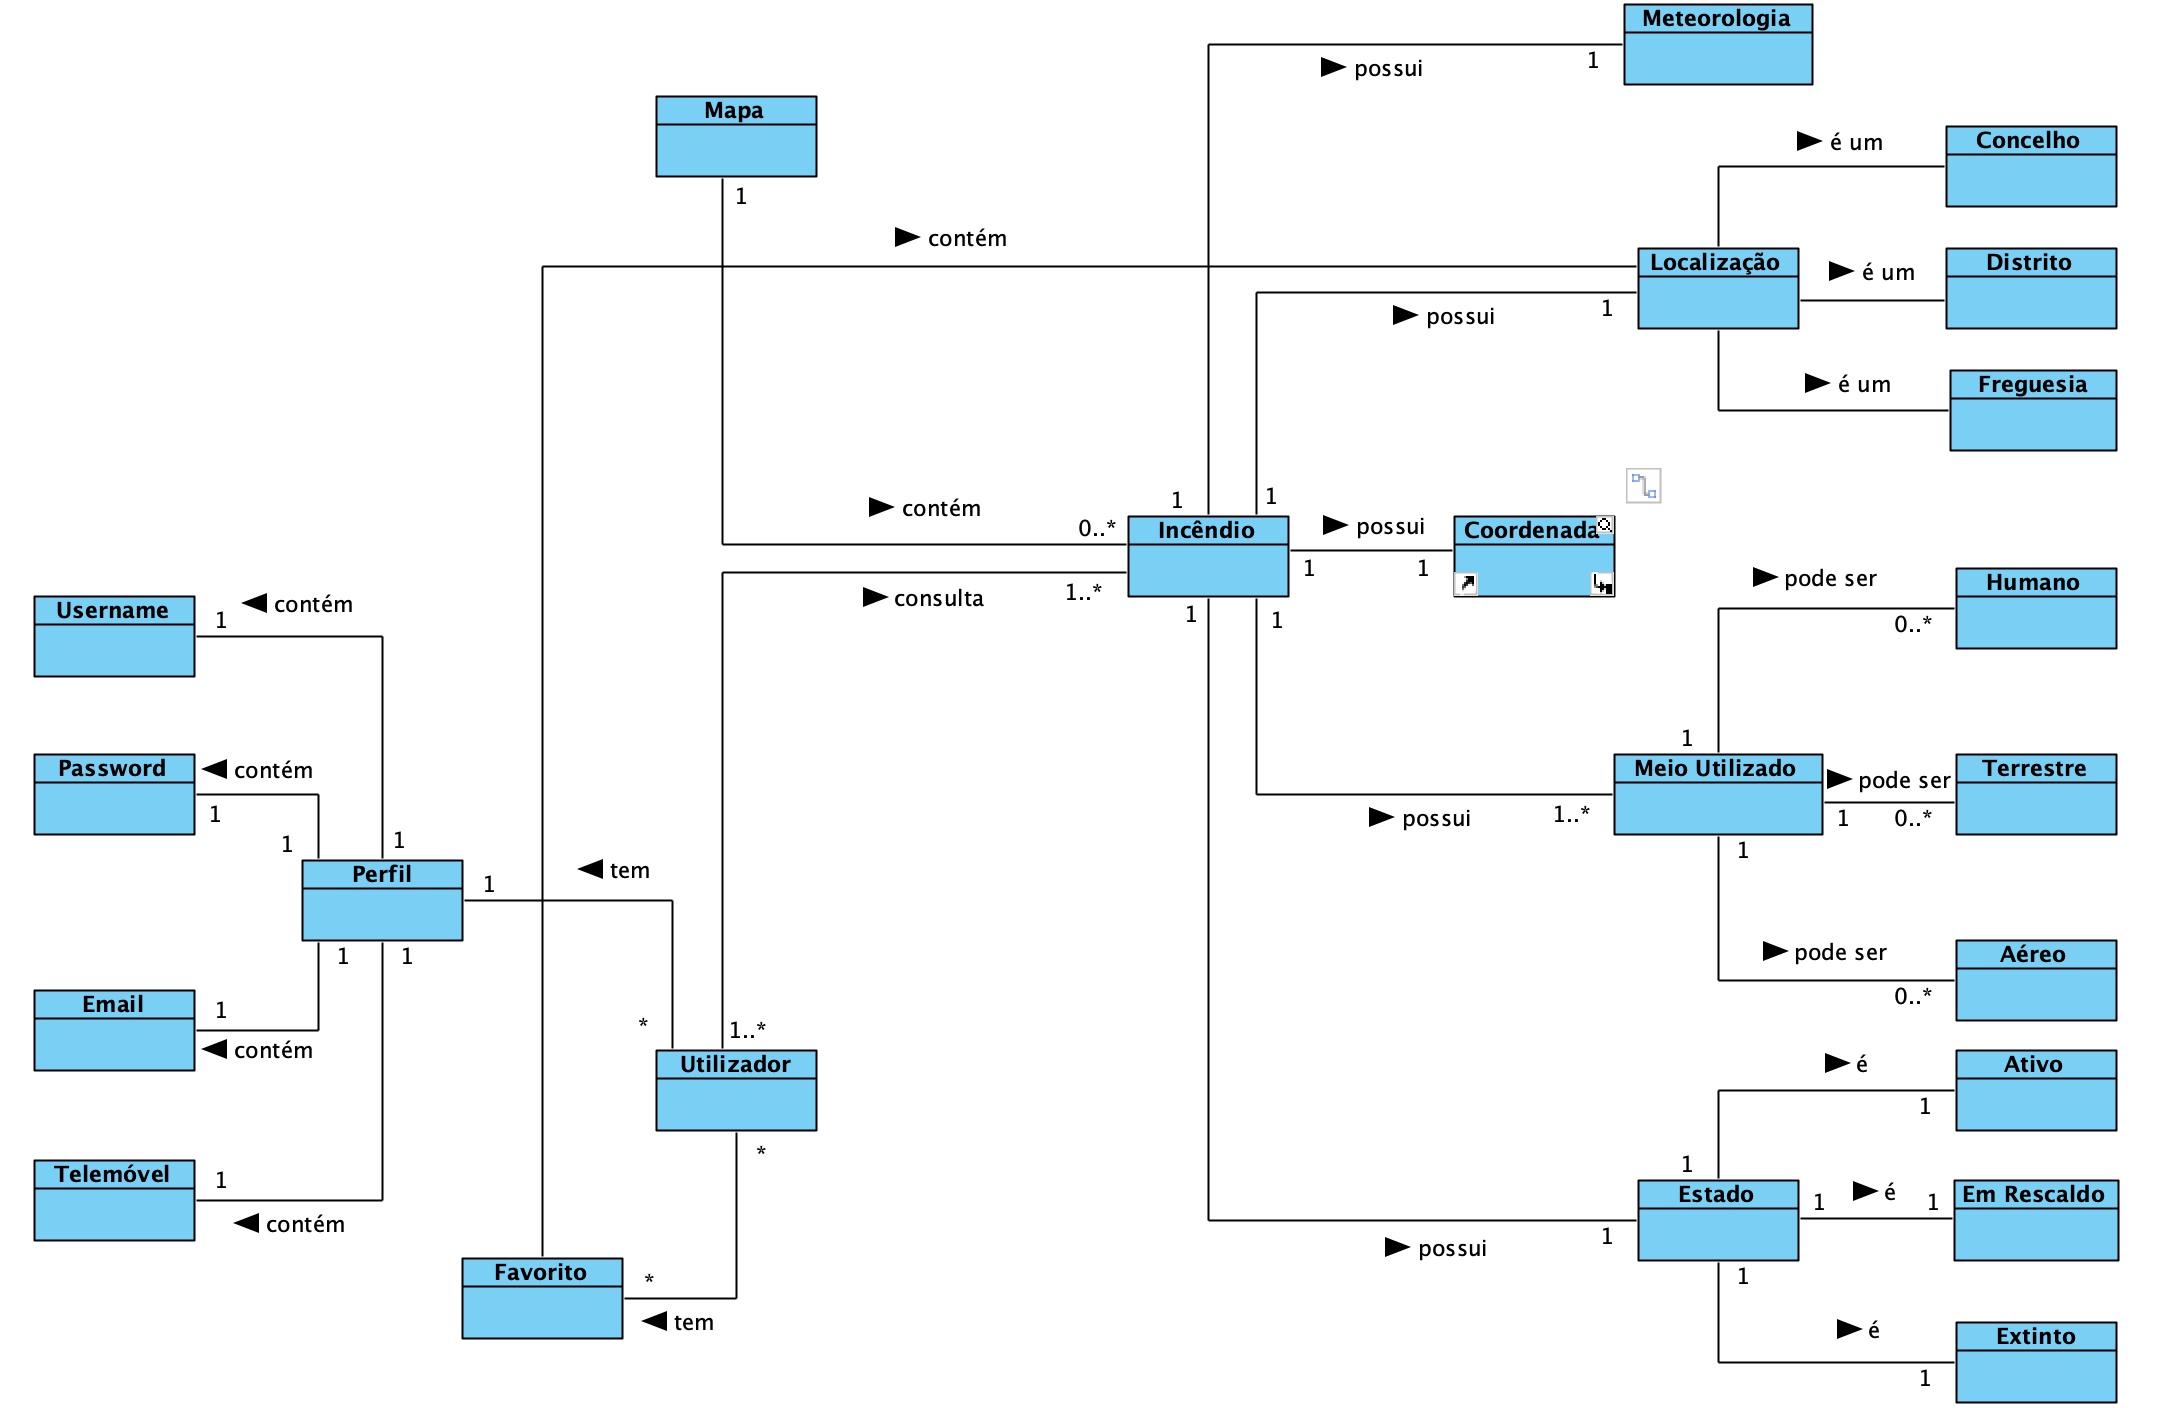 Meteorologia
1
► possui
Mapa
1
► é um
Concelho
► contém
Localização
► é um
Distrito
1
► possui
► é um
Freguesia
1
1
► contém
0..*
Incêndio
► possui
Coordenada
1
1
1..*
► consulta
1
1
► pode ser
Humano
0..*
Username
◄ contém
1
Password
◄ contém
1
1
1
1
Meio Utilizado
► pode ser
Terrestre
1
0..*
► possui
1..*
1
Perfil
1
◄ tem
1
1
► pode ser
Aéreo
0..*
Email
1
◄ contém
*
1..*
Utilizador
*
► é
Ativo
1
Telemóvel
1
◄ contém
1
Estado
1
► é
1
Em Rescaldo
► possui
1
1
Favorito
*
◄ tem
► é
Extinto
1